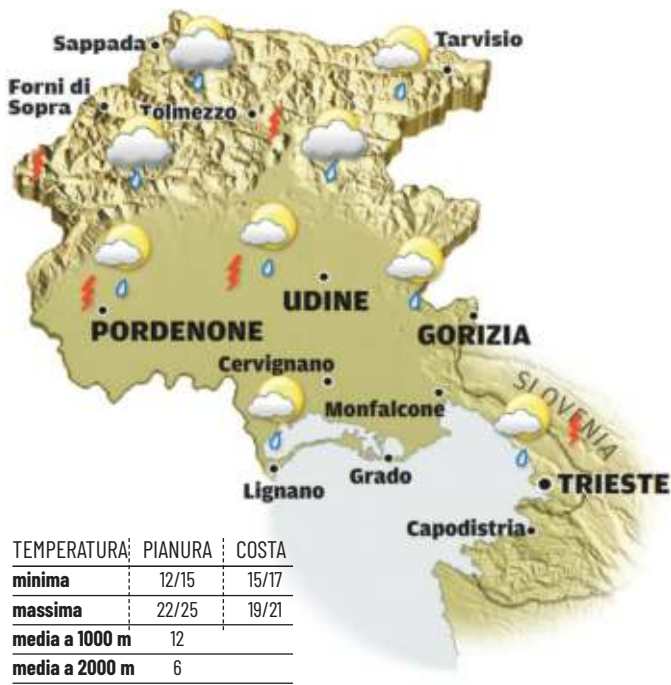 Sappada
Tarvisio
Forni di
Sopra
Tolmezzo
UDINE
PORDENONE
GORIZIA
Cervignano
SLOVENIA
Monfalcone
Lignano
Grado
TRIESTE
Capodistria
TEMPERATURA PIANURA COSTA
minima 12/15 15/17
massima 22/25 19/21
media a 1000 m 12
media a 2000 m 6